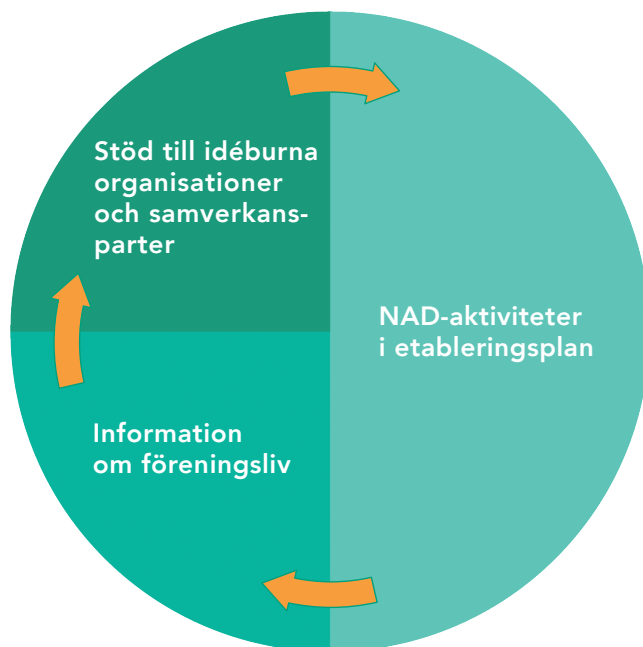 Stöd till idéburna
organisationer
och samverkans-
parter
NAD-aktiviteter
i etableringsplan
Information
om föreningsliv